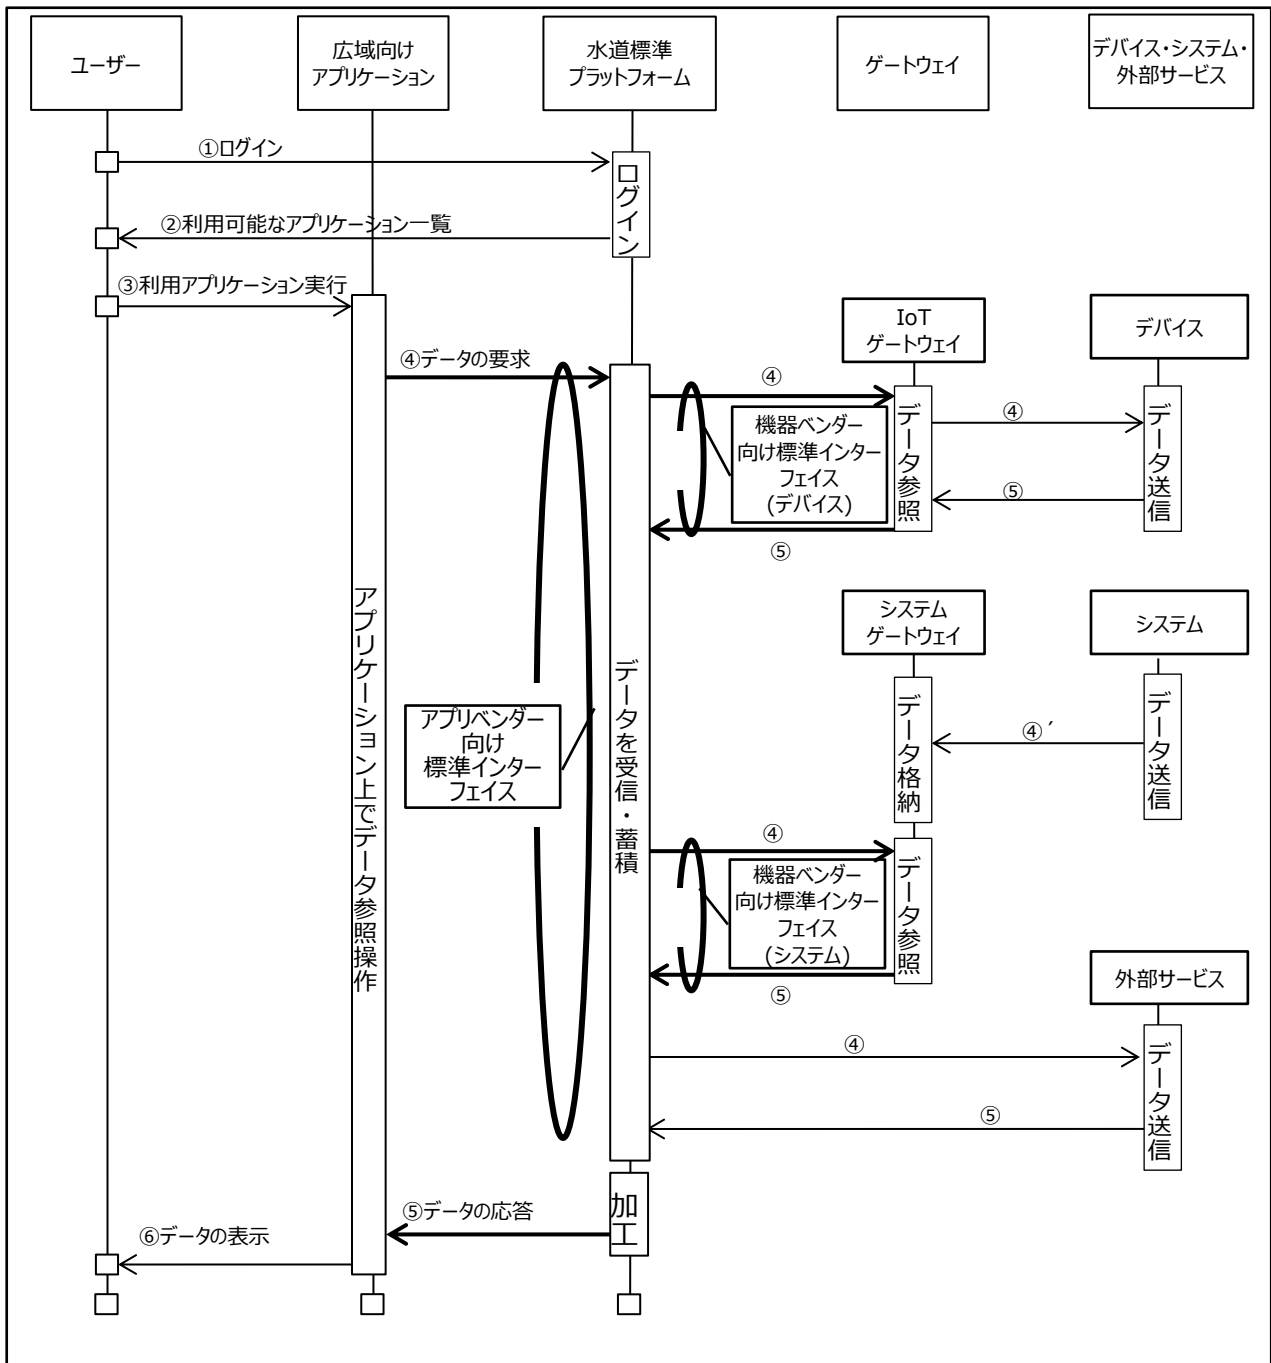 ユーザー
広域向け
アプリケーション
水道標準
プラットフォーム
ゲートウェイ
デバイス・システム・
外部サービス
①ログイン
ログイン
②利用可能なアプリケーション一覧
③利用アプリケーション実行
IoT
ゲートウェイ
デバイス
④データの要求
④
④
機器ベンダー
向け標準インター
フェイス
(デバイス)
データ参照
データ送信
⑤
⑤
アプリケーション上でデータ参照操作
データを受信・蓄積
システム
ゲートウェイ
システム
アプリベンダー
向け
標準インター
フェイス
データ格納
④´
データ送信
④
機器ベンダー
向け標準インター
フェイス
(システム)
データ参照
⑤
外部サービス
④
データ送信
⑤
加工
⑤データの応答
⑥データの表示